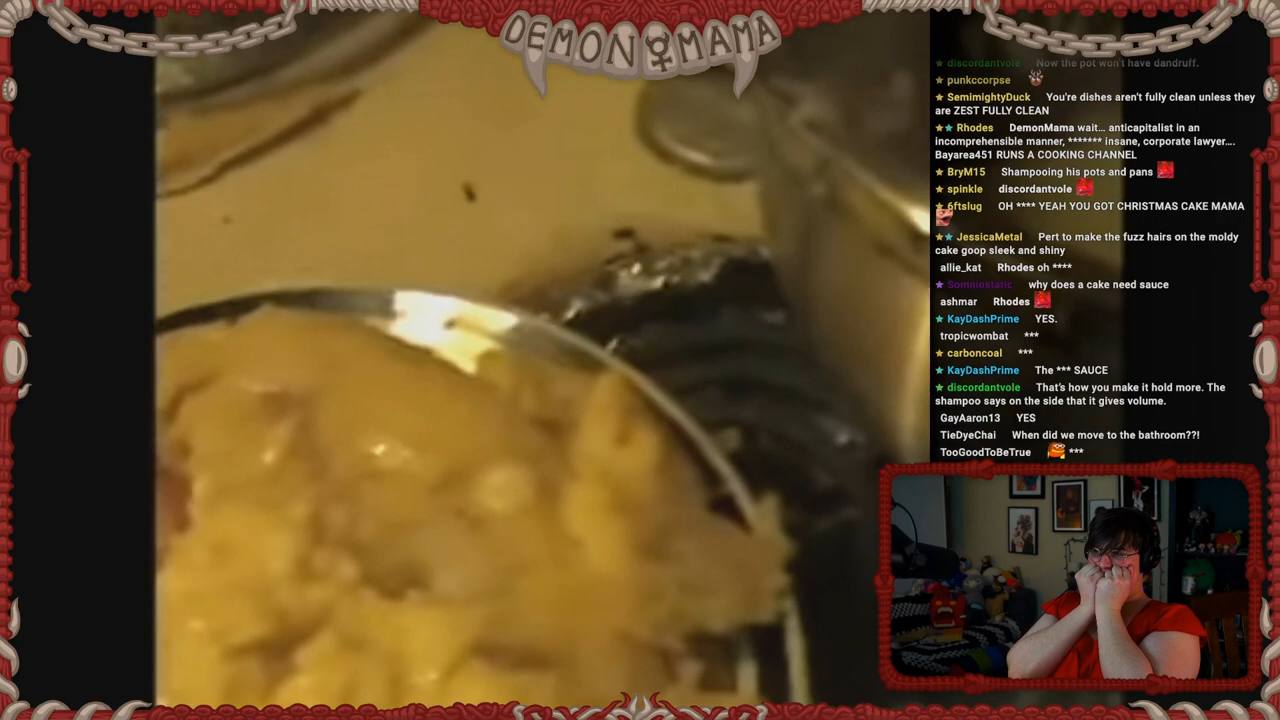 DEMON♀MAMA
discordantvole Now the pot won't have dandruff.
punkccorpse
SemimightyDuck You're dishes aren't fully clean unless they
are ZEST FULLY CLEAN
Rhodes DemonMama wait... anticapitalist in an
incomprehensible manner, ******* insane, corporate lawyer....
Bayarea451 RUNS A COOKING CHANNEL
BryM15 Shampooing his pots and pans
spinkle discordantvole
6ftslug OH **** YEAH YOU GOT CHRISTMAS CAKE MAMA
JessicaMetal Pert to make the fuzz hairs on the moldy
cake goop sleek and shiny
allie_kat Rhodes oh ****
Somniostatic why does a cake need sauce
ashmar Rhodes
KayDashPrime YES.
tropicwombat ***
carboncoal ***
KayDashPrime The *** SAUCE
discordantvole That's how you make it hold more. The
shampoo says on the side that it gives volume.
GayAaron13 YES
TieDyeChai When did we move to the bathroom??!
TooGoodToBeTrue ***